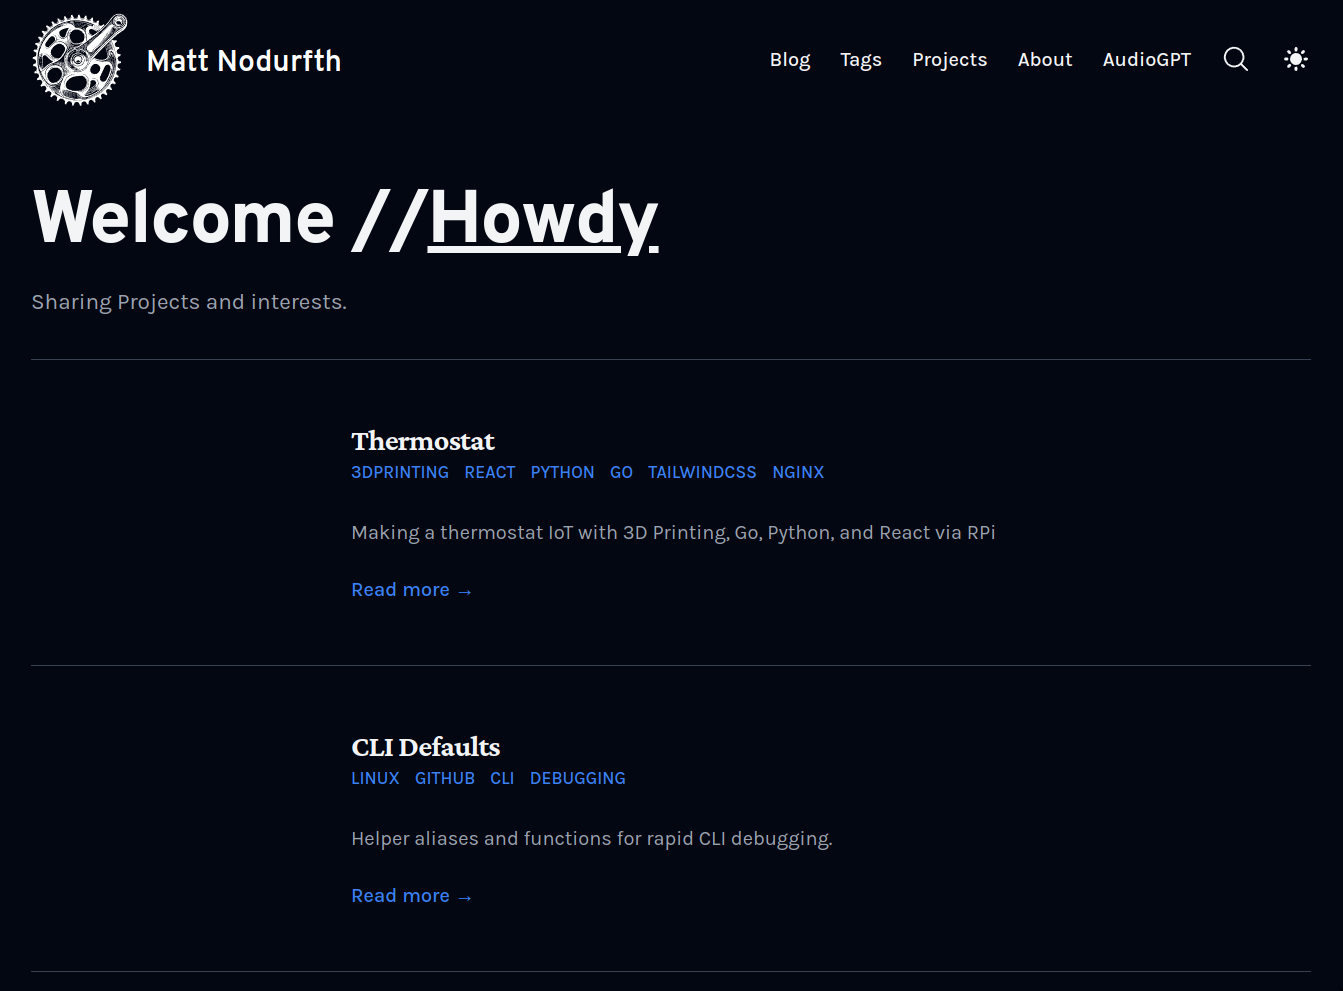 Matt Nodurfth
Blog Tags Projects About AudioGPT
Welcome //Howdy
Sharing Projects and interests.
Thermostat
3DPRINTING REACT PYTHON GO TAILWINDCSS NGINX
Making a thermostat IoT with 3D Printing, Go, Python, and React via RPi
Read more →
CLI Defaults
LINUX GITHUB CLI DEBUGGING
Helper aliases and functions for rapid CLI debugging.
Read more →